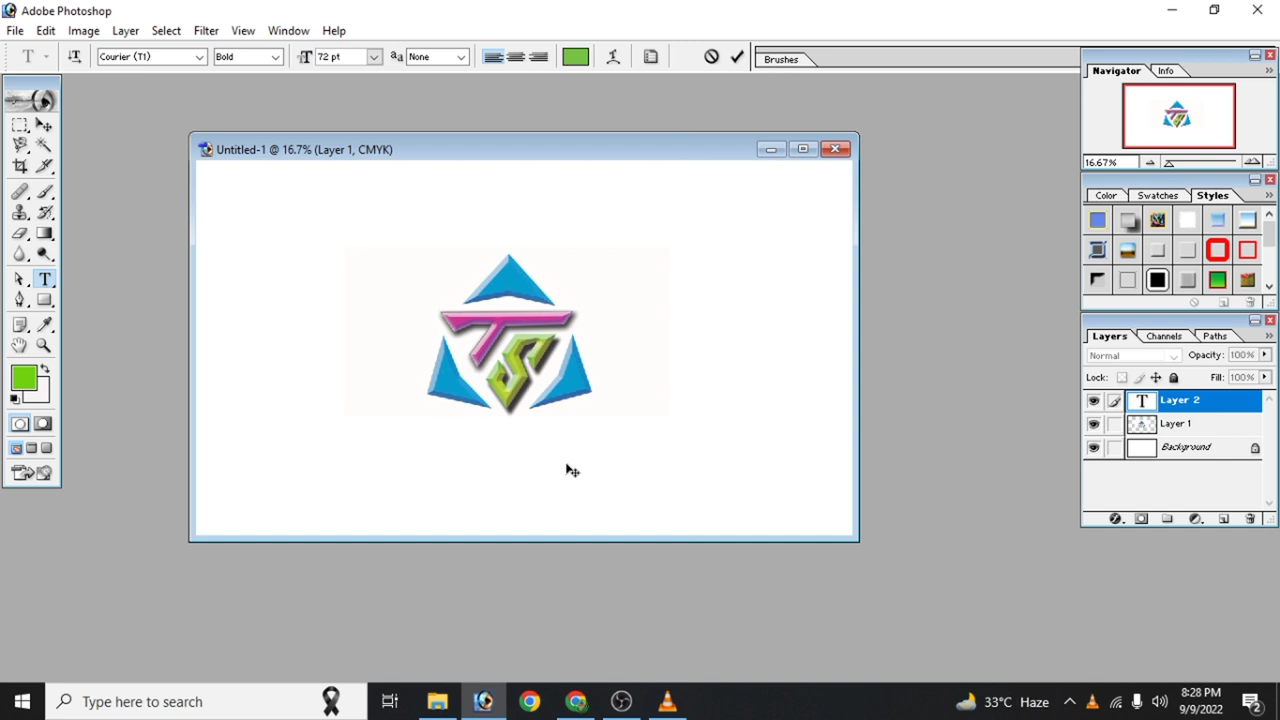 Adobe Photoshop
File Edit Image Layer Select Filter View Window Help
T Courier (T1) Bold T 72 pt aa None Brushes
Navigator Info
16.67%
Untitled-1 @ 16.7% (Layer 1, CMYK)
TS
Color Swatches Styles
Layers Channels Paths
Normal Opacity: 100%
Lock: Fill: 100%
T Layer 2
Layer 1
Background
Type here to search
33°C Haze
8:28 PM
9/9/2022
2